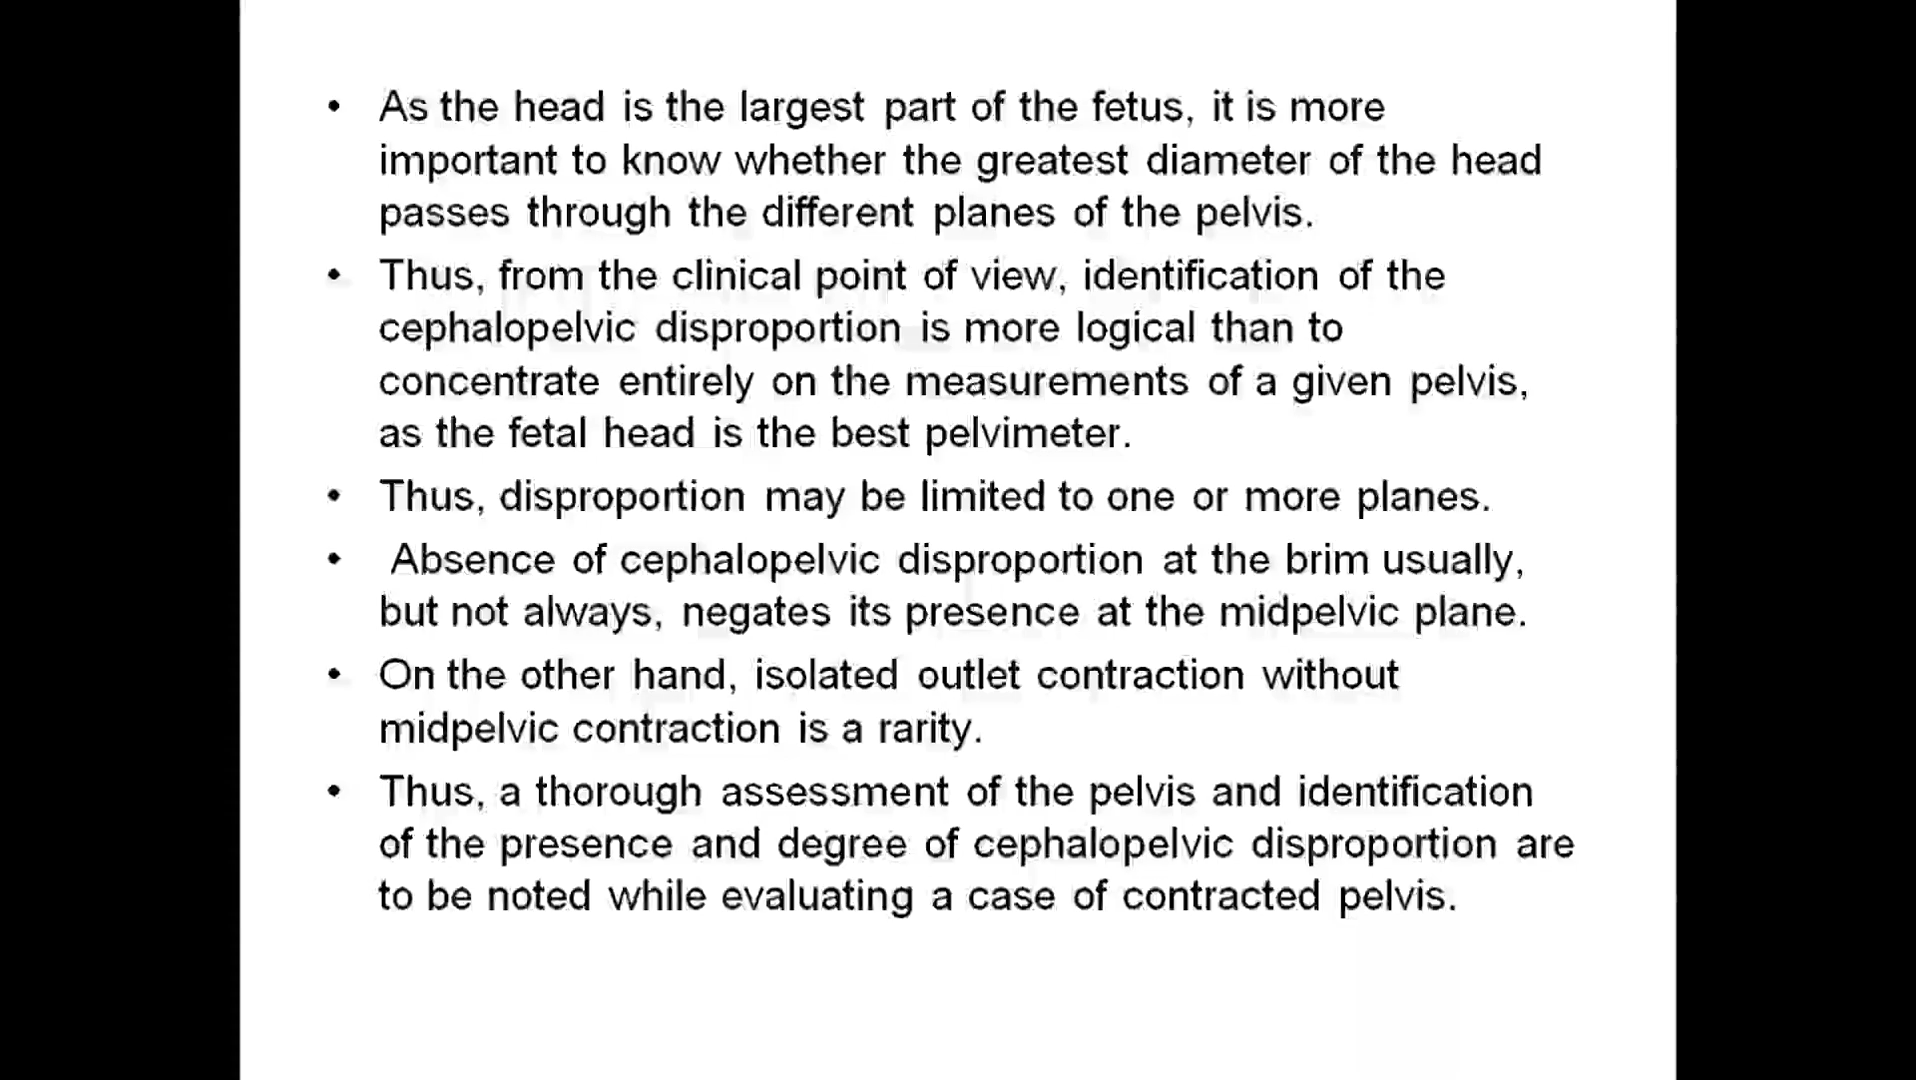 • As the head is the largest part of the fetus, it is more
important to know whether the greatest diameter of the head
passes through the different planes of the pelvis.
• Thus, from the clinical point of view, identification of the
cephalopelvic disproportion is more logical than to
concentrate entirely on the measurements of a given pelvis,
as the fetal head is the best pelvimeter.
• Thus, disproportion may be limited to one or more planes.
• Absence of cephalopelvic disproportion at the brim usually,
but not always, negates its presence at the midpelvic plane.
• On the other hand, isolated outlet contraction without
midpelvic contraction is a rarity.
• Thus, a thorough assessment of the pelvis and identification
of the presence and degree of cephalopelvic disproportion are
to be noted while evaluating a case of contracted pelvis.